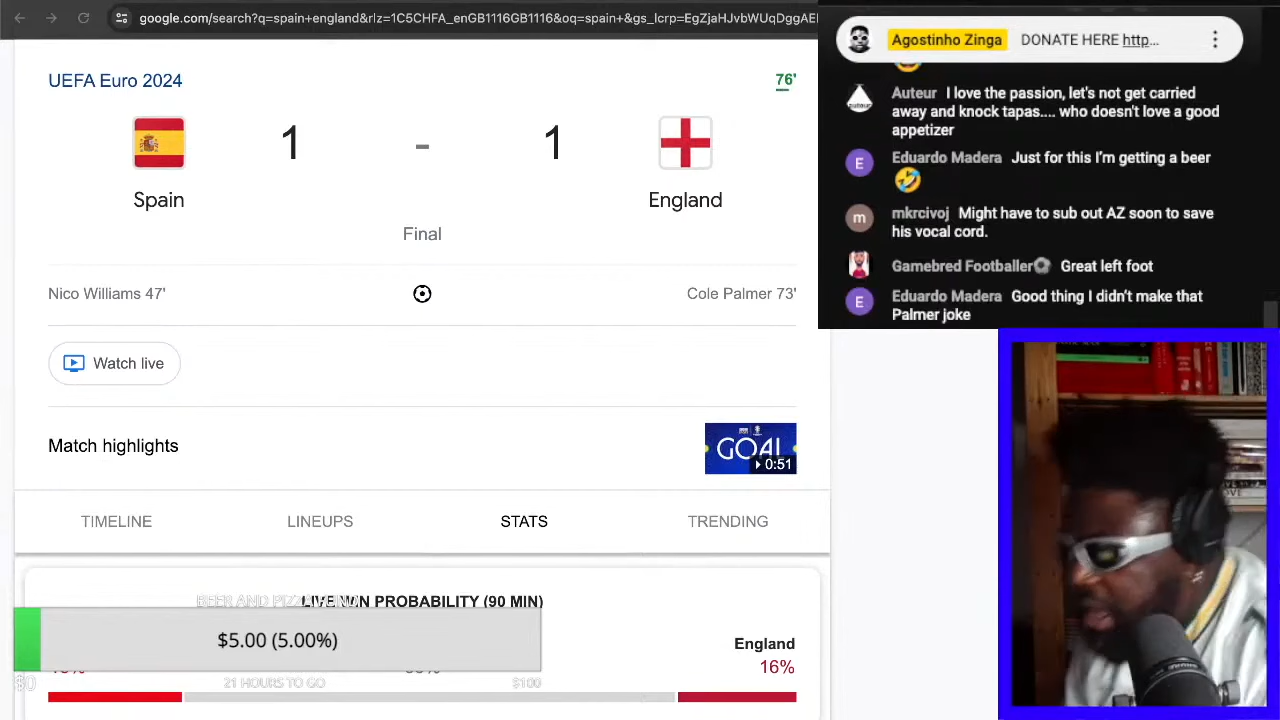 google.com/search?q=spain+england&rlz=1C5CHFA_enGB1116GB1116&oq=spain+&gs_lcrp=EgZjaHJvbWUqDggAE
UEFA Euro 2024
76'
1 - 1
Spain
England
Final
Nico Williams 47'
Cole Palmer 73'
Watch live
Match highlights
GOAL
0:51
TIMELINE
LINEUPS
STATS
TRENDING
LIVE WIN PROBABILITY (90 MIN)
BEER AND PIZZA
$5.00 (5.00%)
England
16%
$0
21 HOURS TO GO
$100
Agostinho Zinga DONATE HERE http...
Auteur I love the passion, let's not get carried
away and knock tapas.... who doesn't love a good
appetizer
E
Eduardo Madera Just for this I'm getting a beer
m
mkrcivoj Might have to sub out AZ soon to save
his vocal cord.
Gamebred Footballer Great left foot
E
Eduardo Madera Good thing I didn't make that
Palmer joke